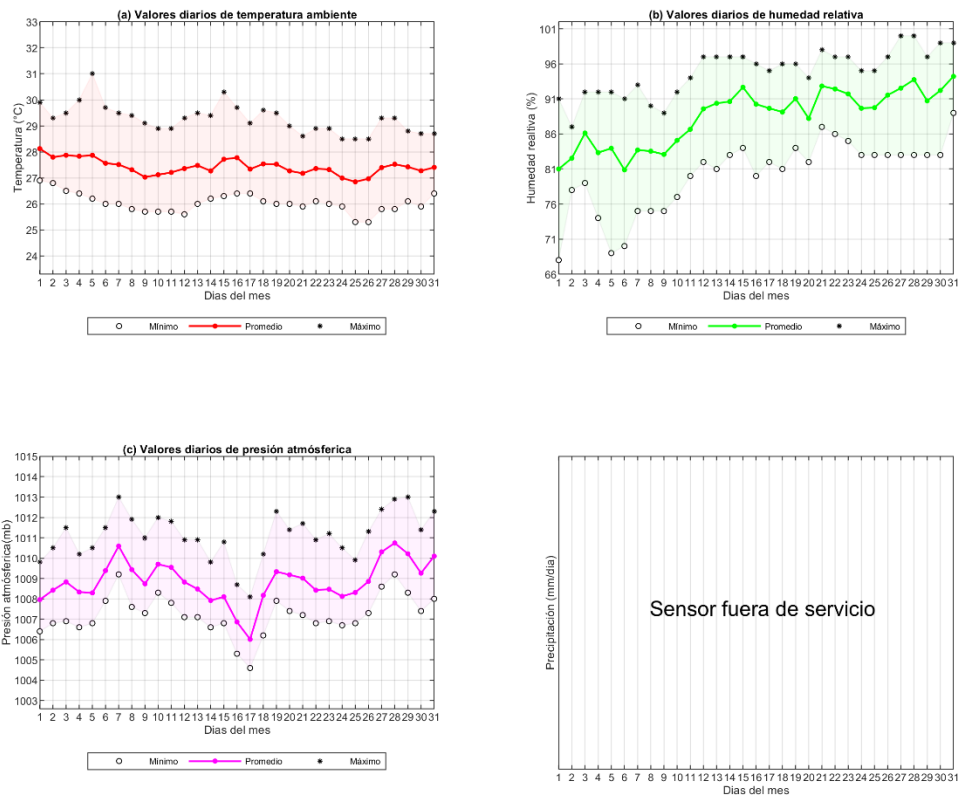 (a) Valores diarios de temperatura ambiente
33
32
31
30
29
28
27
26
25
24
Temperatura (°C)
1 2 3 4 5 6 7 8 9 10 11 12 13 14 15 16 17 18 19 20 21 22 23 24 25 26 27 28 29 30 31
Dias del mes
Mínimo Promedio Máximo
(b) Valores diarios de humedad relativa
101
96
91
86
81
76
71
66
Humedad realtiva (%)
1 2 3 4 5 6 7 8 9 10 11 12 13 14 15 16 17 18 19 20 21 22 23 24 25 26 27 28 29 30 31
Dias del mes
Mínimo Promedio Máximo
(c) Valores diarios de presión atmósferica
1015
1014
1013
1012
1011
1010
1009
1008
1007
1006
1005
1004
1003
Presión atmósferica(mb)
1 2 3 4 5 6 7 8 9 10 11 12 13 14 15 16 17 18 19 20 21 22 23 24 25 26 27 28 29 30 31
Dias del mes
Mínimo Promedio Máximo
Precipitación (mm/dia)
Sensor fuera de servicio
1 2 3 4 5 6 7 8 9 10 11 12 13 14 15 16 17 18 19 20 21 22 23 24 25 26 27 28 29 30 31
Dias del mes